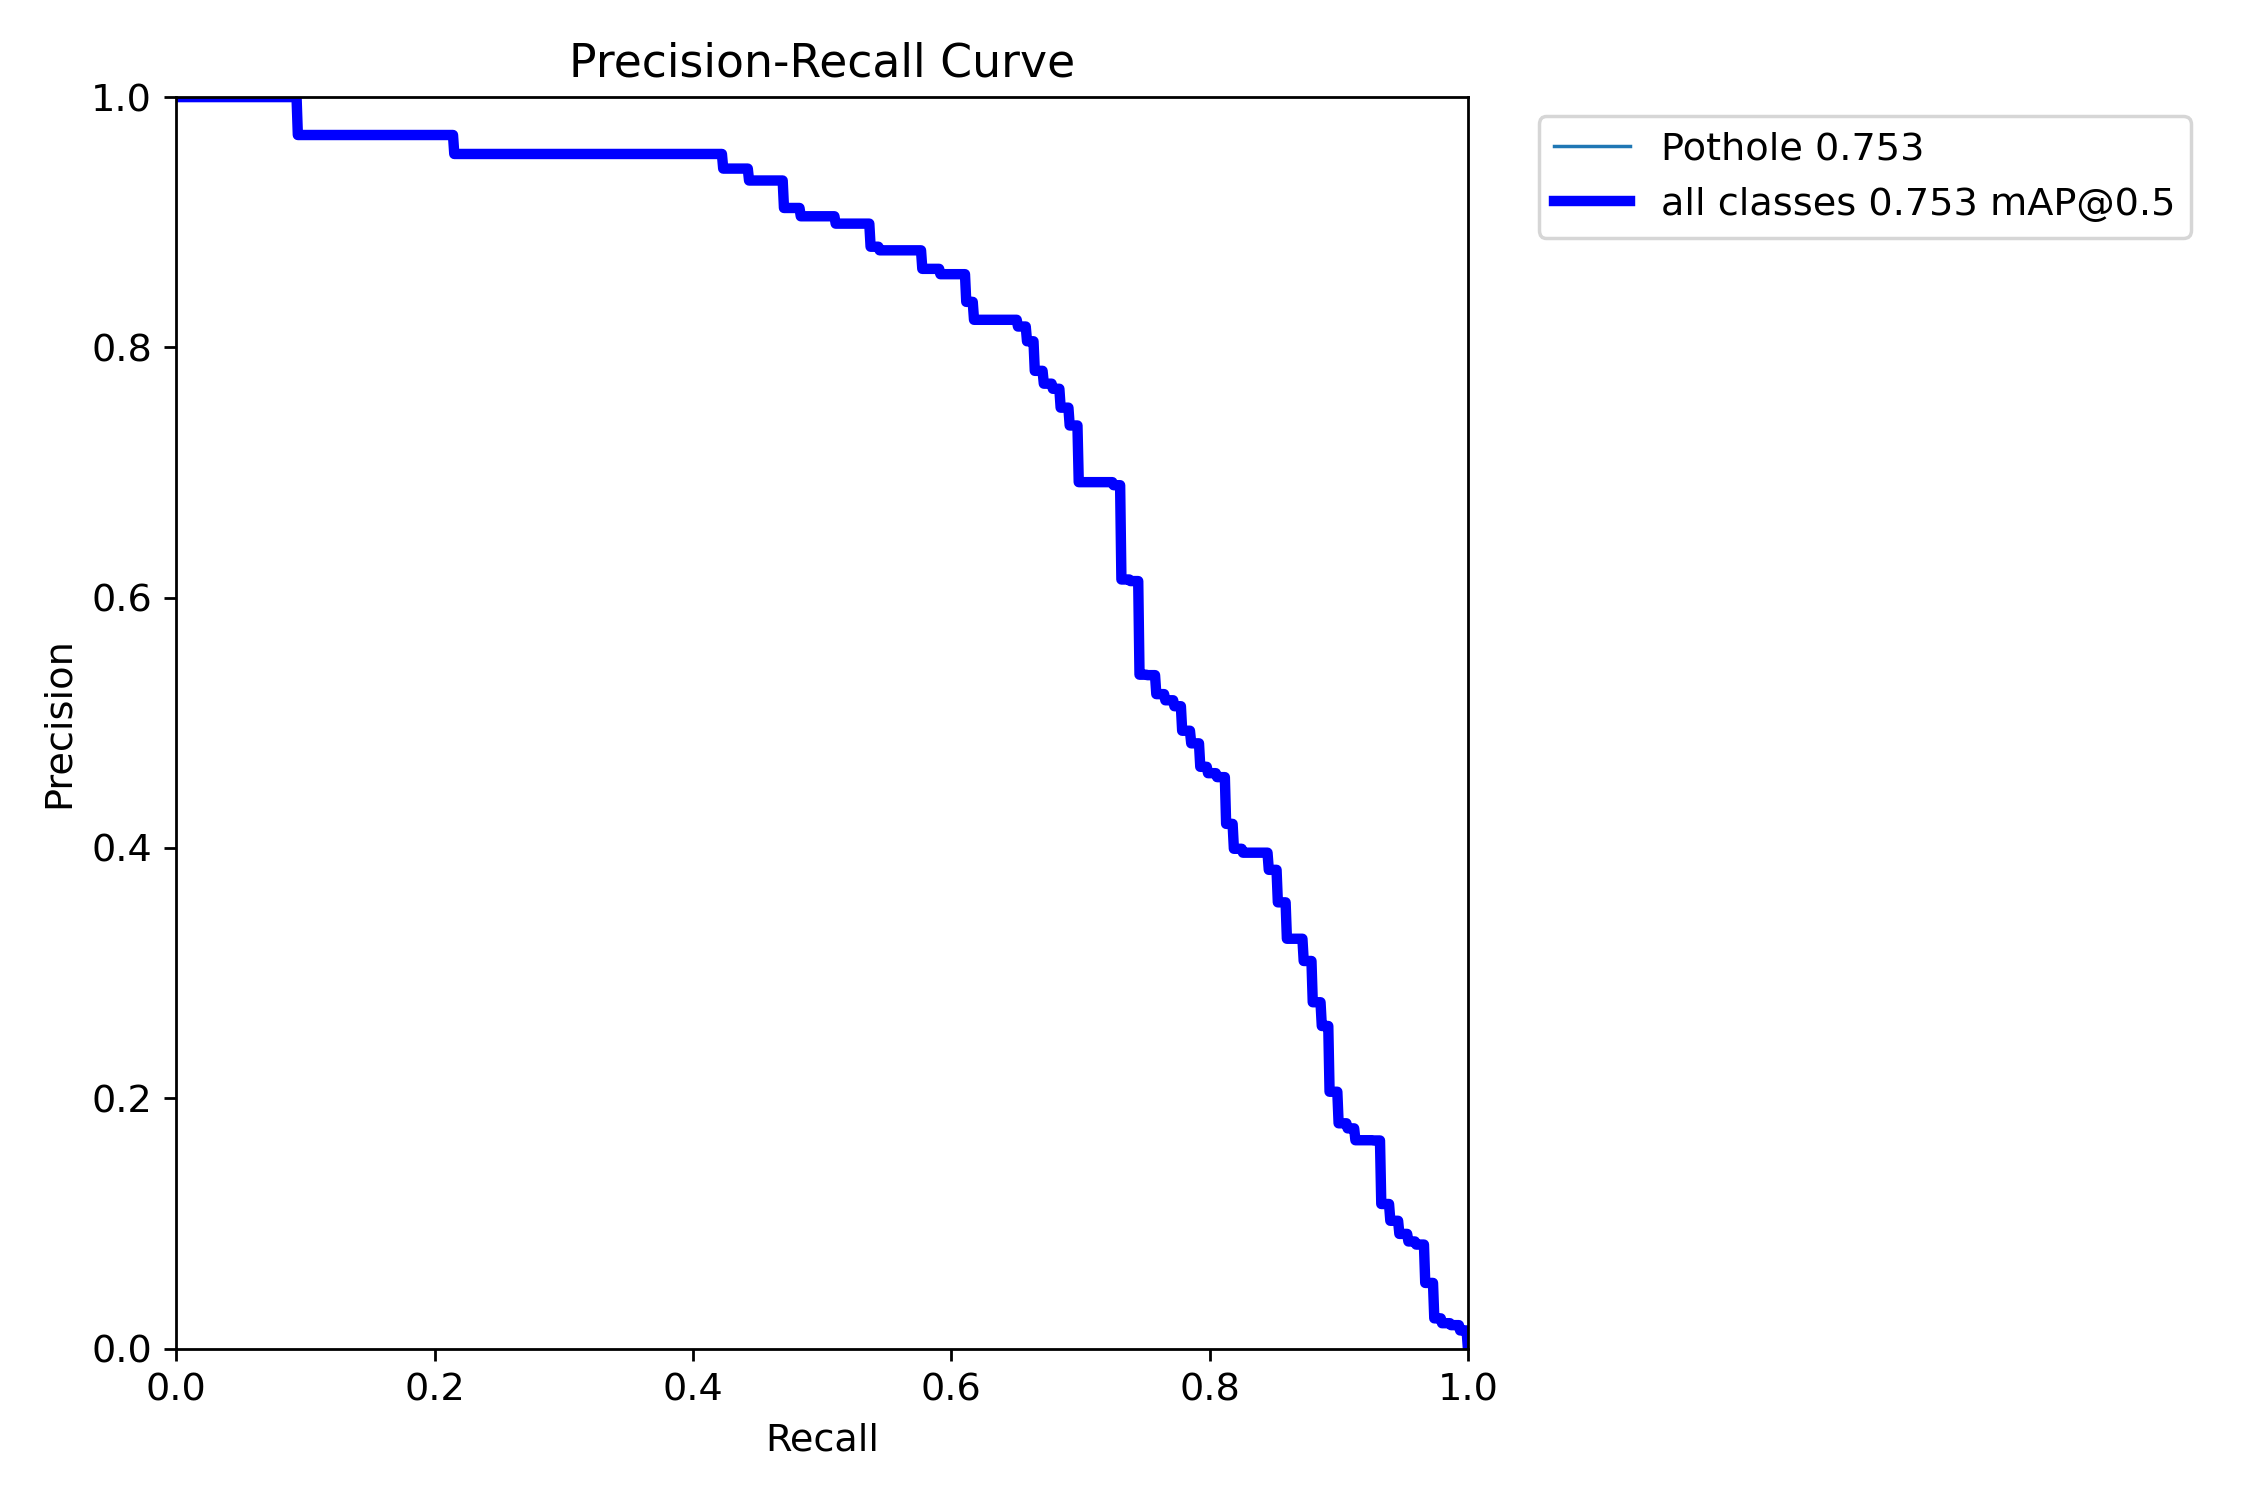 Precision-Recall Curve
1.0
0.8
0.6
0.4
0.2
0.0
Precision
0.0 0.2 0.4 0.6 0.8 1.0
Recall
Pothole 0.753
all classes 0.753 mAP@0.5